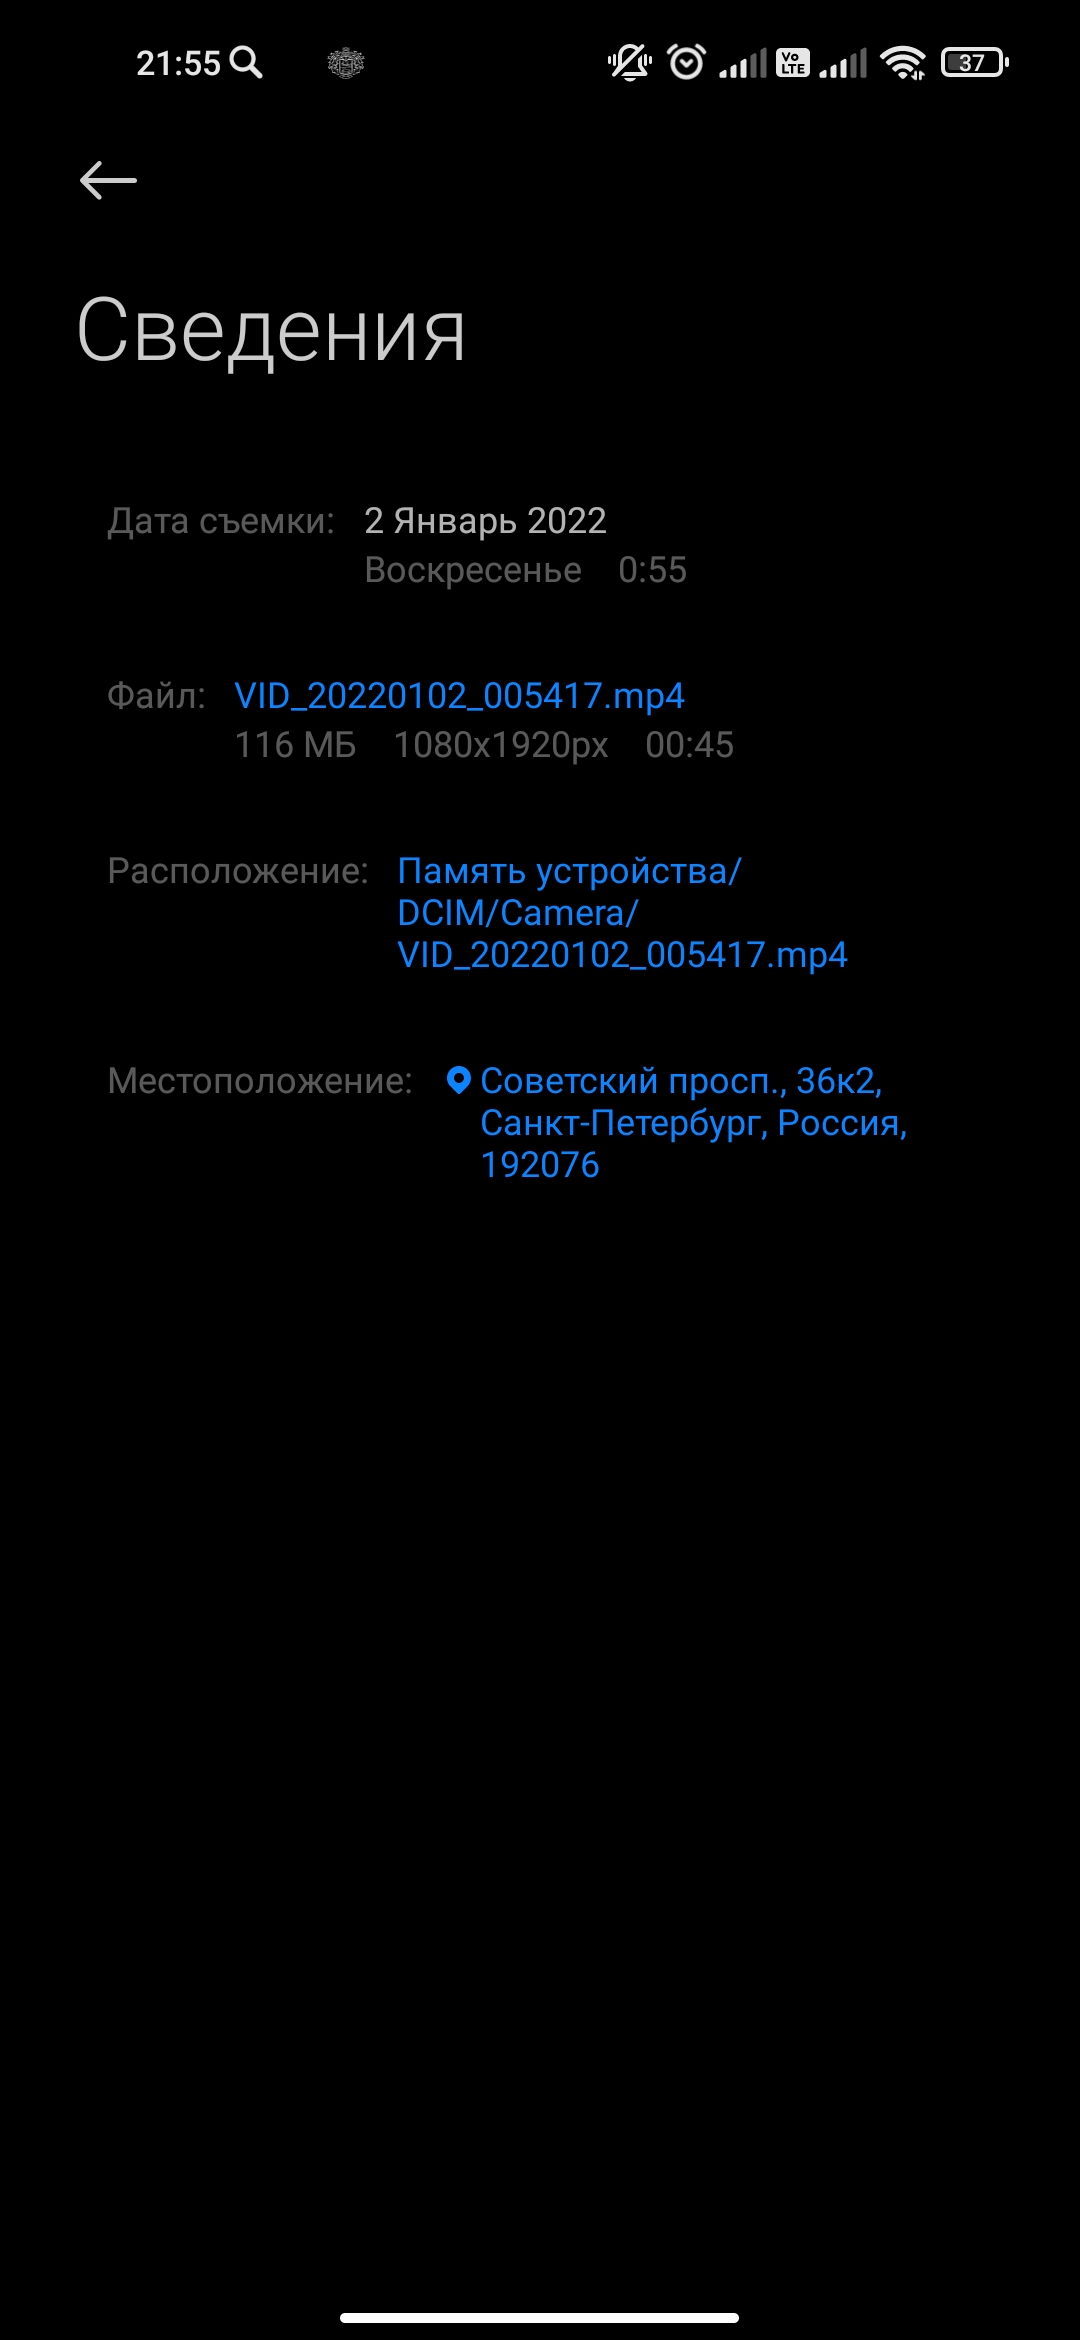 21:55
Vo LTE
37
Сведения
Дата съемки: 2 Январь 2022
Воскресенье 0:55
Файл: VID_20220102_005417.mp4
116 МБ 1080x1920px 00:45
Расположение: Память устройства/
DCIM/Camera/
VID_20220102_005417.mp4
Местоположение: Советский просп., 36к2,
Санкт-Петербург, Россия,
192076